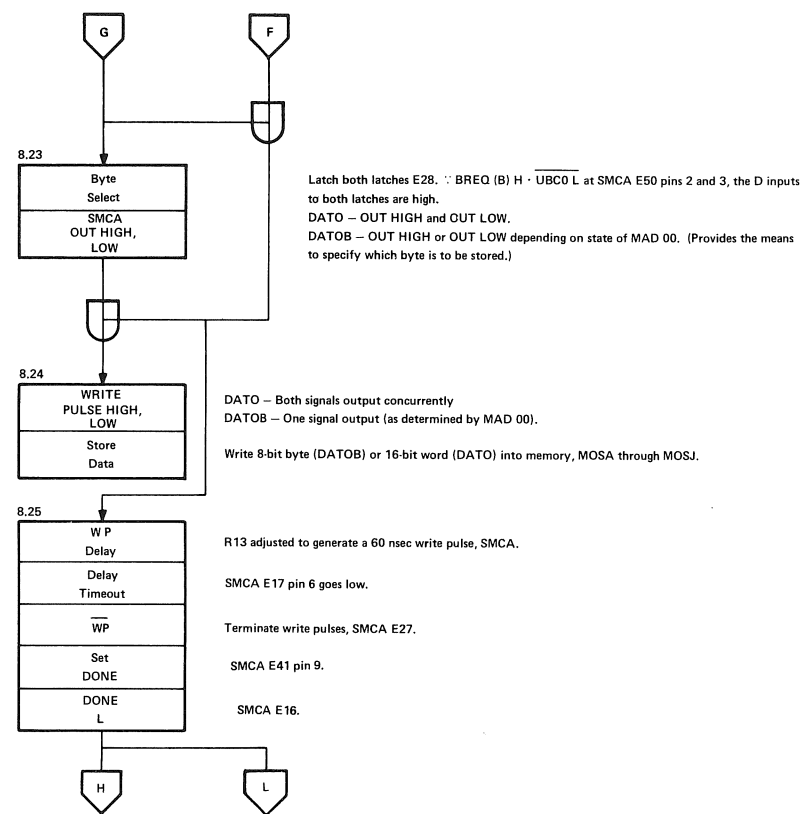 G
F
8.23
Byte
Select
SMCA
OUT HIGH,
LOW
Latch both latches E28. ∵ BREQ (B) H · UBC0 L at SMCA E50 pins 2 and 3, the D inputs
to both latches are high.
DATO – OUT HIGH and OUT LOW.
DATOB – OUT HIGH or OUT LOW depending on state of MAD 00. (Provides the means
to specify which byte is to be stored.)
8.24
WRITE
PULSE HIGH,
LOW
Store
Data
DATO – Both signals output concurrently
DATOB – One signal output (as determined by MAD 00).
Write 8-bit byte (DATOB) or 16-bit word (DATO) into memory, MOSA through MOSJ.
8.25
W P
Delay
R13 adjusted to generate a 60 nsec write pulse, SMCA.
Delay
Timeout
SMCA E17 pin 6 goes low.
WP
Terminate write pulses, SMCA E27.
Set
DONE
SMCA E41 pin 9.
DONE
L
SMCA E16.
H
L